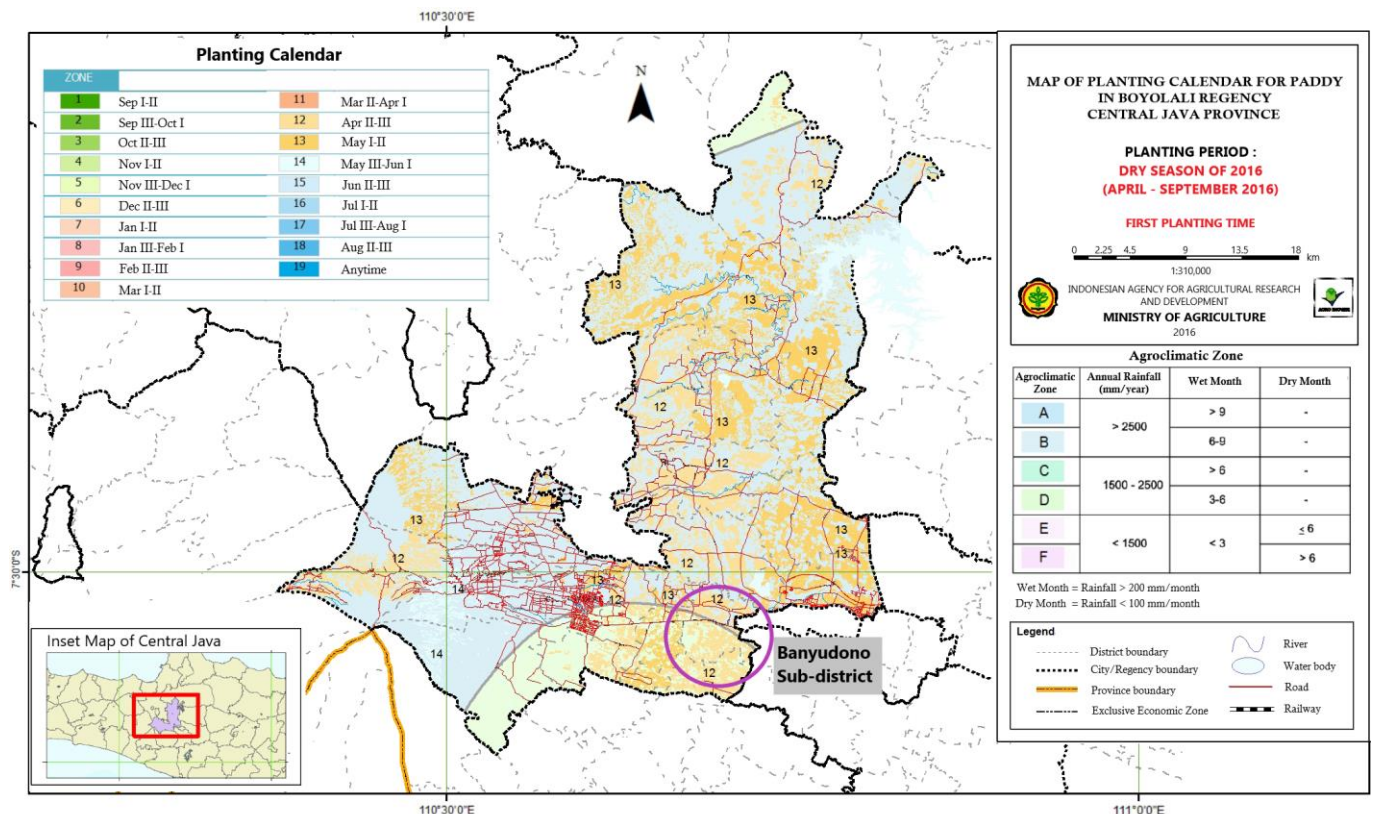 110°30'0"E
Planting Calendar
ZONE
1 Sep I-II
2 Sep III-Oct I
3 Oct II-III
4 Nov I-II
5 Nov III-Dec I
6 Dec II-III
7 Jan I-II
8 Jan III-Feb I
9 Feb II-III
10 Mar I-II
11 Mar II-Apr I
12 Apr II-III
13 May I-II
14 May III-Jun I
15 Jun II-III
16 Jul I-II
17 Jul III-Aug I
18 Aug II-III
19 Anytime
N
12
13
13
13
12
13
12
13
13
13
12
12
14
13
12
13
12
14
12
Banyudono
Sub-district
7°30'0"S
Inset Map of Central Java
110°30'0"E
111°0'0"E
MAP OF PLANTING CALENDAR FOR PADDY
IN BOYOLALI REGENCY
CENTRAL JAVA PROVINCE
PLANTING PERIOD :
DRY SEASON OF 2016
(APRIL - SEPTEMBER 2016)
FIRST PLANTING TIME
0 2.25 4.5 9 13.5 18
km
1:310,000
INDONESIAN AGENCY FOR AGRICULTURAL RESEARCH
AND DEVELOPMENT
MINISTRY OF AGRICULTURE
2016
Agroclimatic Zone
Agroclimatic Zone Annual Rainfall (mm/year) Wet Month Dry Month
A > 2500 > 9 -
B 6-9 -
C 1500 - 2500 > 6 -
D 3-6 -
E < 1500 < 3 ≤ 6
F > 6
Wet Month = Rainfall > 200 mm/month
Dry Month = Rainfall < 100 mm/month
Legend
District boundary
City/Regency boundary
Province boundary
Exclusive Economic Zone
River
Water body
Road
Railway